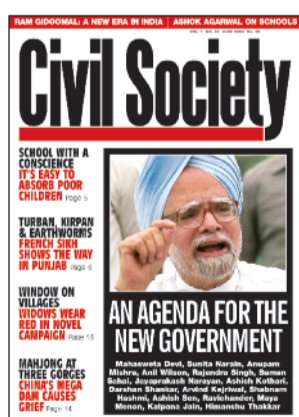 RAM GIDOOMAL: A NEW ERA IN INDIA | ASHOK AGARWAL ON SCHOOLS
Civil Society
SCHOOL WITH A
CONSCIENCE
IT'S EASY TO
ABSORB POOR
CHILDREN Page 5
TURBAN, KIRPAN
& EARTHWORMS
FRENCH SIKH
SHOWS THE WAY
IN PUNJAB Page 6
WINDOW ON
VILLAGES
WIDOWS WEAR
RED IN NOVEL
CAMPAIGN Page 13
MAHJONG AT
THREE GORGES
CHINA'S MEGA
DAM CAUSES
GRIEF Page 18
AN AGENDA FOR THE
NEW GOVERNMENT
Mahasweta Devi, Sunita Narain, Anupam
Mishra, Anil Wilson, Rajendra Singh, Suman
Sahai, Jayaprakash Narayan, Ashish Kothari,
Darshan Shankar, Arvind Kejriwal, Shabnam
Hashmi, Ashish Sen, Ravichander, Maya
Menon, Kalpana Jain, Himanshu Thakkar